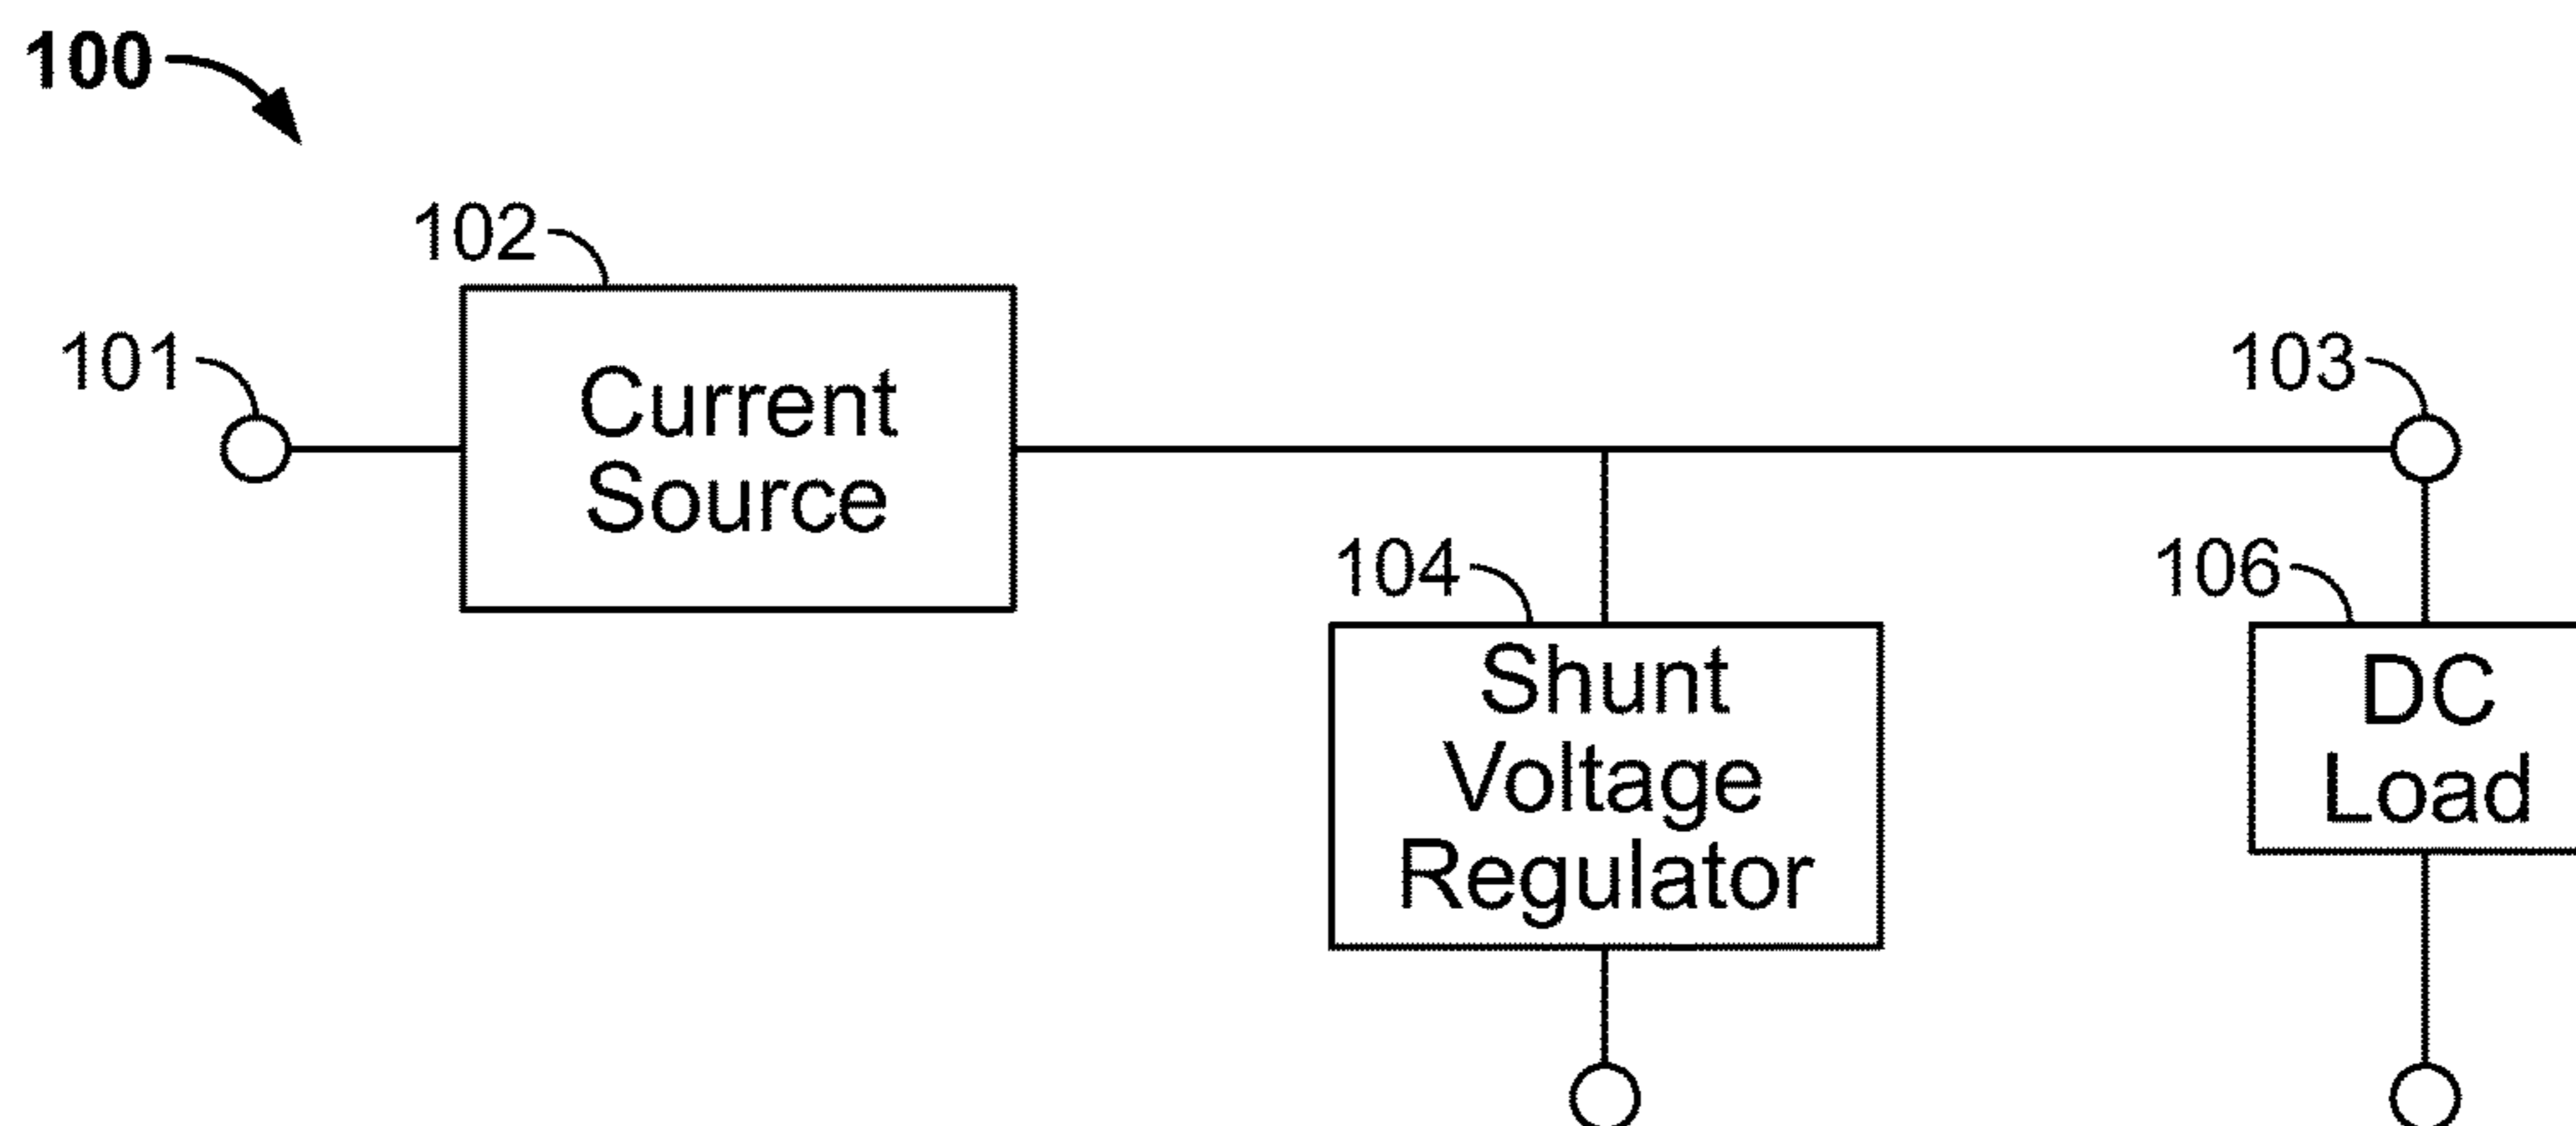 100
102
101
Current
Source
103
104
106
Shunt
Voltage
Regulator
DC
Load